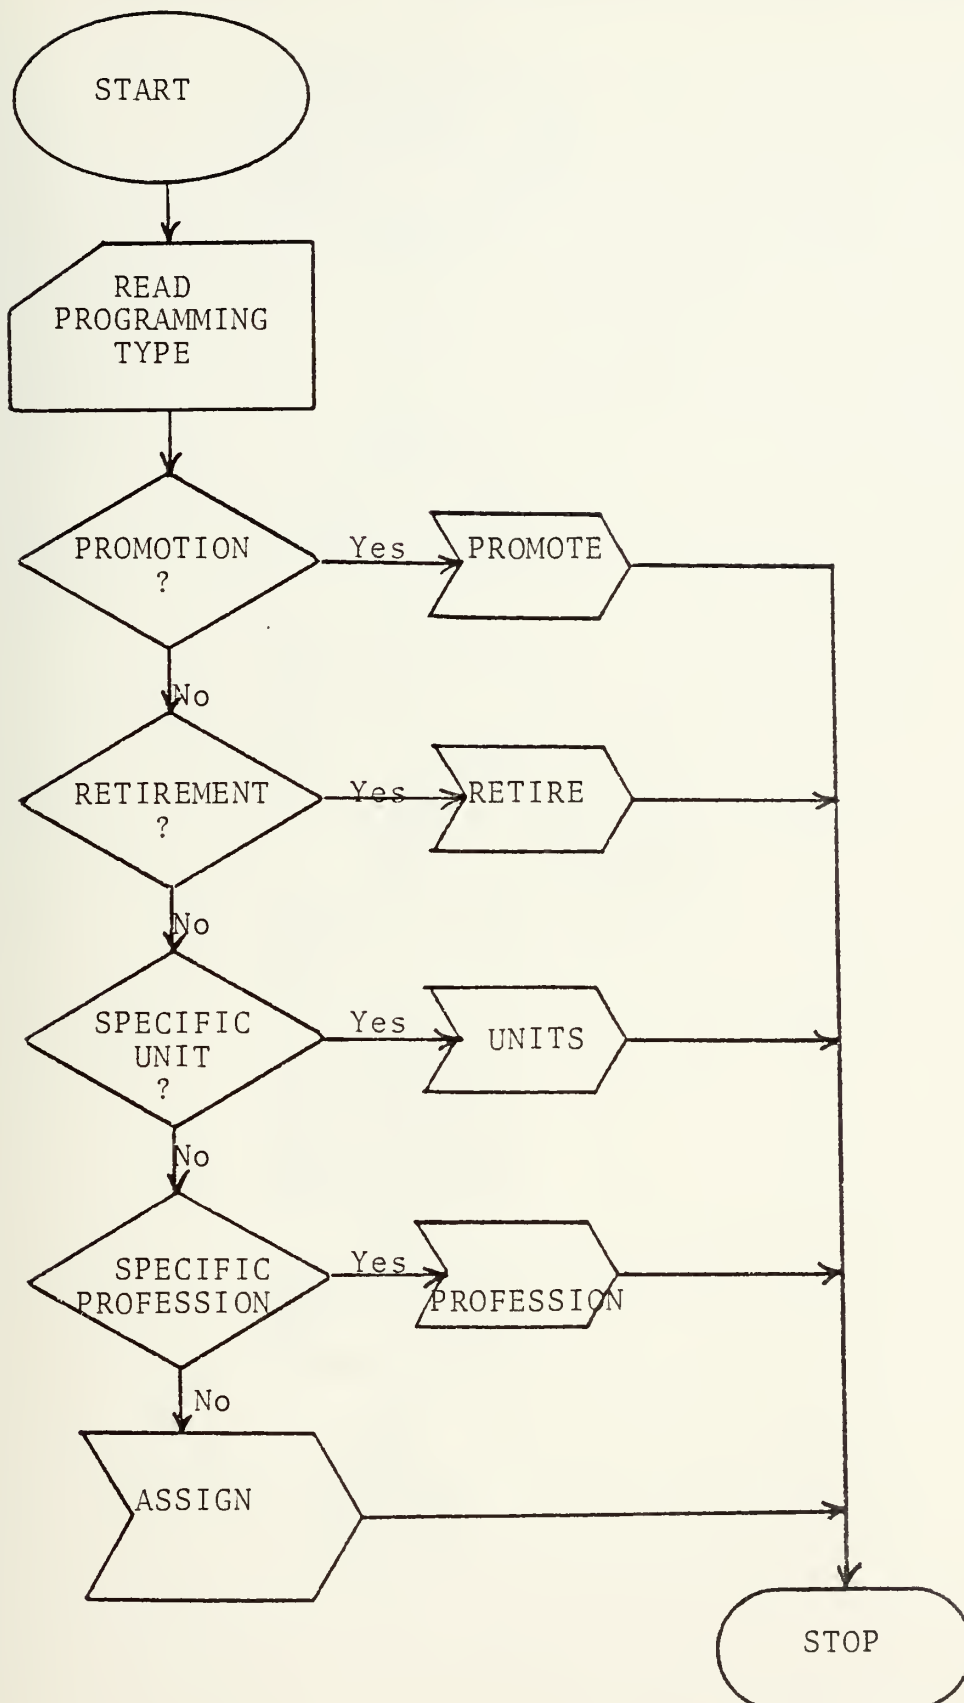 START
READ
PROGRAMMING
TYPE
PROMOTION
?
Yes
PROMOTE
No
RETIREMENT
?
Yes
RETIRE
No
SPECIFIC
UNIT
?
Yes
UNITS
No
SPECIFIC
PROFESSION
Yes
PROFESSION
No
ASSIGN
STOP